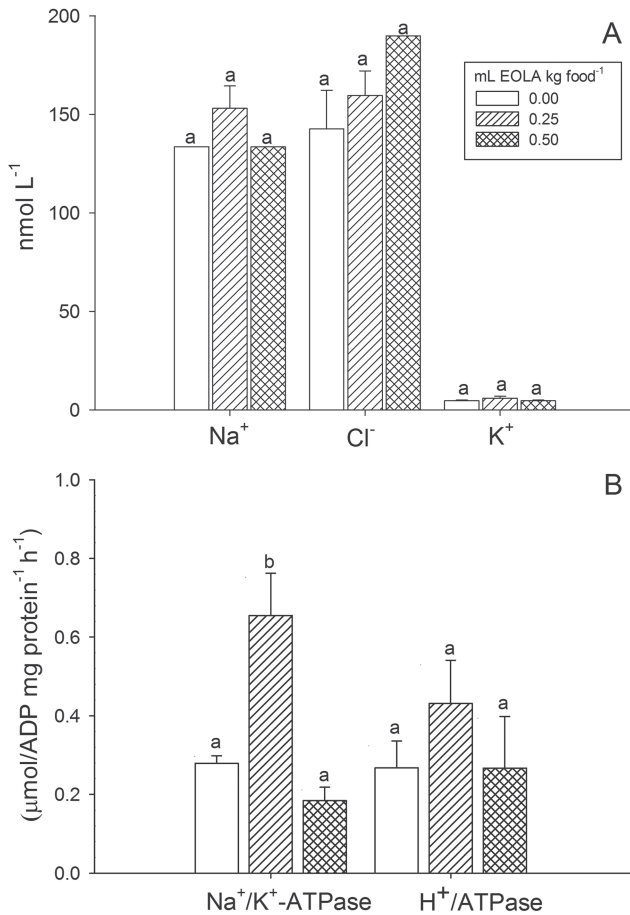 A
mL EOLA kg food⁻¹
0.00
0.25
0.50
nmol L⁻¹
200
150
100
50
0
a a a
a a a
a a a
Na⁺ Cl⁻ K⁺
B
(μmol/ADP mg protein⁻¹ h⁻¹)
1.0
0.8
0.6
0.4
0.2
0.0
a b a
a a a
Na⁺/K⁺-ATPase H⁺/ATPase